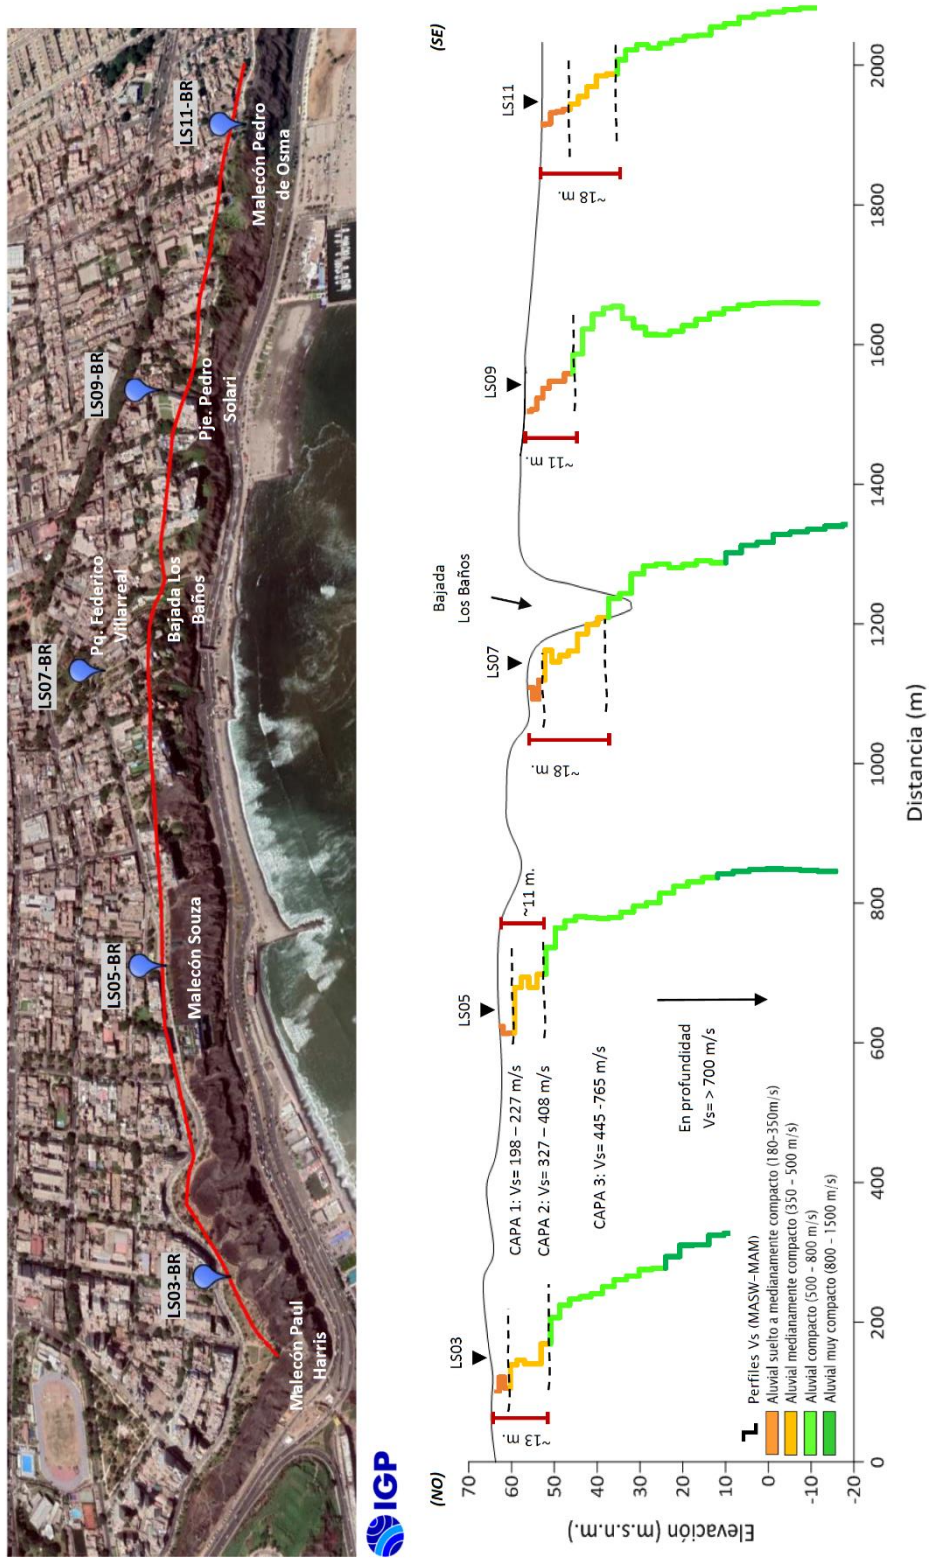 LS03-BR
LS05-BR
LS07-BR
LS09-BR
LS11-BR
Malecón Paul
Harris
Malecón Souza
Pq. Federico
Villarreal
Bajada Los
Baños
Pje. Pedro
Solari
Malecón Pedro
de Osma
IGP
(NO)
(SE)
LS03
LS05
LS07
Bajada
Los Baños
LS09
LS11
~13 m.
~11 m.
~18 m.
~11 m.
~18 m.
CAPA 1: Vs= 198 – 227 m/s
CAPA 2: Vs= 327 – 408 m/s
CAPA 3: Vs= 445 -765 m/s
En profundidad
Vs= > 700 m/s
Perfiles Vs (MASW-MAM)
Aluvial suelto a medianamente compacto (180-350m/s)
Aluvial medianamente compacto (350 - 500 m/s)
Aluvial compacto (500 - 800 m/s)
Aluvial muy compacto (800 - 1500 m/s)
Elevación (m.s.n.m.)
70
60
50
40
30
20
10
0
-10
-20
0
200
400
600
800
1000
1200
1400
1600
1800
2000
Distancia (m)